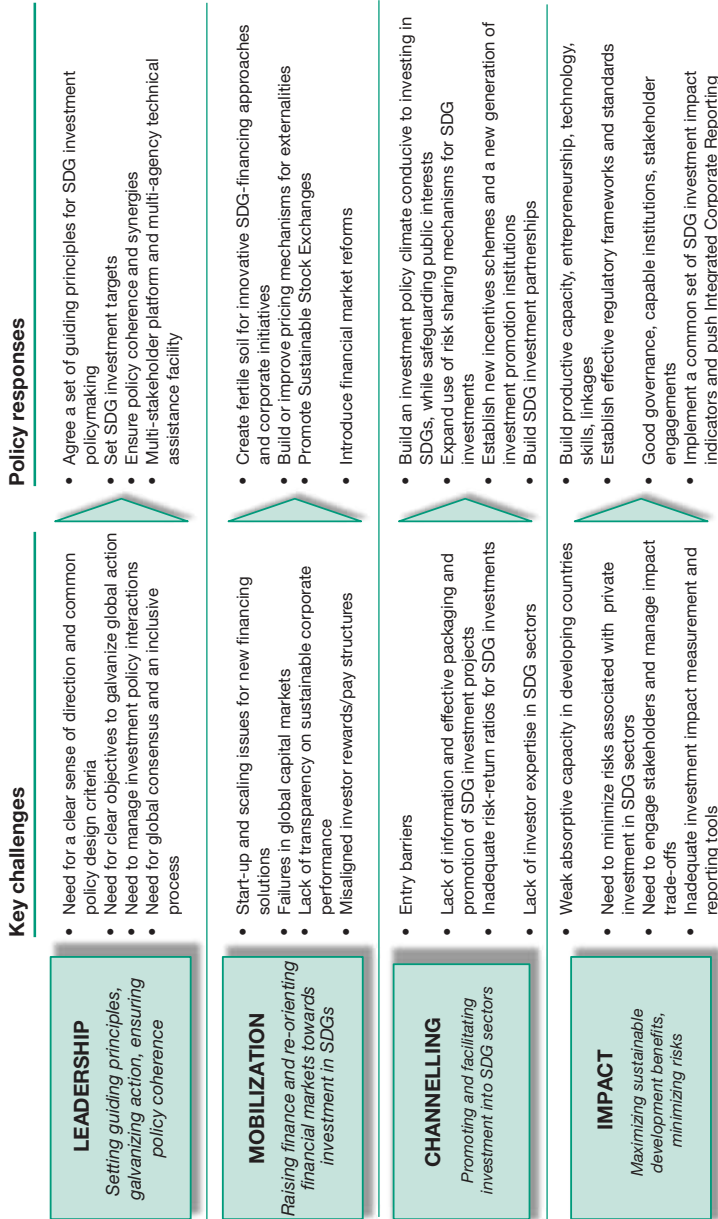 Key challenges
Policy responses
LEADERSHIP
Setting guiding principles,
galvanizing action, ensuring
policy coherence
• Need for a clear sense of direction and common
policy design criteria
• Need for clear objectives to galvanize global action
• Need to manage investment policy interactions
• Need for global consensus and an inclusive
process
• Agree a set of guiding principles for SDG investment
policymaking
• Set SDG investment targets
• Ensure policy coherence and synergies
• Multi-stakeholder platform and multi-agency technical
assistance facility
MOBILIZATION
Raising finance and re-orienting
financial markets towards
investment in SDGs
• Start-up and scaling issues for new financing
solutions
• Failures in global capital markets
• Lack of transparency on sustainable corporate
performance
• Misaligned investor rewards/pay structures
• Create fertile soil for innovative SDG-financing approaches
and corporate initiatives
• Build or improve pricing mechanisms for externalities
• Promote Sustainable Stock Exchanges
• Introduce financial market reforms
CHANNELLING
Promoting and facilitating
investment into SDG sectors
• Entry barriers
• Lack of information and effective packaging and
promotion of SDG investment projects
• Inadequate risk-return ratios for SDG investments
• Lack of investor expertise in SDG sectors
• Build an investment policy climate conducive to investing in
SDGs, while safeguarding public interests
• Expand use of risk sharing mechanisms for SDG
investments
• Establish new incentives schemes and a new generation of
investment promotion institutions
• Build SDG investment partnerships
IMPACT
Maximizing sustainable
development benefits,
minimizing risks
• Weak absorptive capacity in developing countries
• Need to minimize risks associated with private
investment in SDG sectors
• Need to engage stakeholders and manage impact
trade-offs
• Inadequate investment impact measurement and
reporting tools
• Build productive capacity, entrepreneurship, technology,
skills, linkages
• Establish effective regulatory frameworks and standards
• Good governance, capable institutions, stakeholder
engagements
• Implement a common set of SDG investment impact
indicators and push Integrated Corporate Reporting